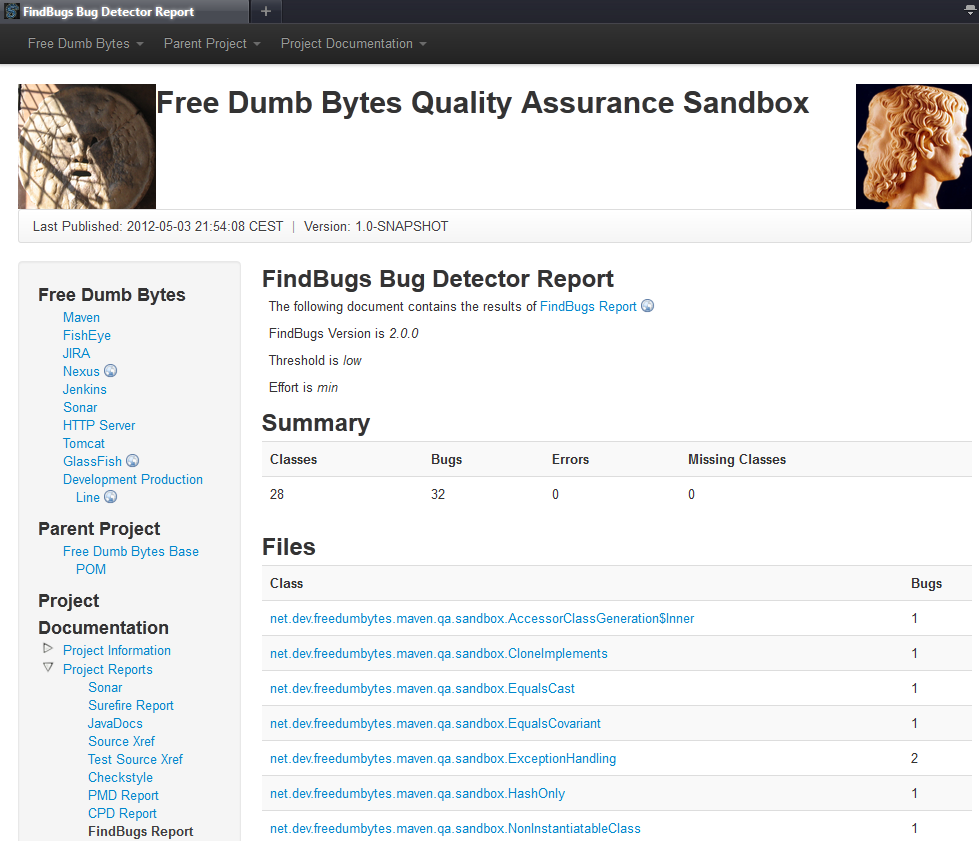 FindBugs Bug Detector Report
Free Dumb Bytes Parent Project Project Documentation
Free Dumb Bytes Quality Assurance Sandbox
Last Published: 2012-05-03 21:54:08 CEST | Version: 1.0-SNAPSHOT
Free Dumb Bytes
Maven
FishEye
JIRA
Nexus
Jenkins
Sonar
HTTP Server
Tomcat
GlassFish
Development Production
Line
Parent Project
Free Dumb Bytes Base
POM
Project
Documentation
Project Information
Project Reports
Sonar
Surefire Report
JavaDocs
Source Xref
Test Source Xref
Checkstyle
PMD Report
CPD Report
FindBugs Report
FindBugs Bug Detector Report
The following document contains the results of FindBugs Report
FindBugs Version is 2.0.0
Threshold is low
Effort is min
Summary
Classes Bugs Errors Missing Classes
28 32 0 0
Files
Class Bugs
net.dev.freedumbytes.maven.qa.sandbox.AccessorClassGeneration$Inner 1
net.dev.freedumbytes.maven.qa.sandbox.CloneImplements 1
net.dev.freedumbytes.maven.qa.sandbox.EqualsCast 1
net.dev.freedumbytes.maven.qa.sandbox.EqualsCovariant 1
net.dev.freedumbytes.maven.qa.sandbox.ExceptionHandling 2
net.dev.freedumbytes.maven.qa.sandbox.HashOnly 1
net.dev.freedumbytes.maven.qa.sandbox.NonInstantiatableClass 1